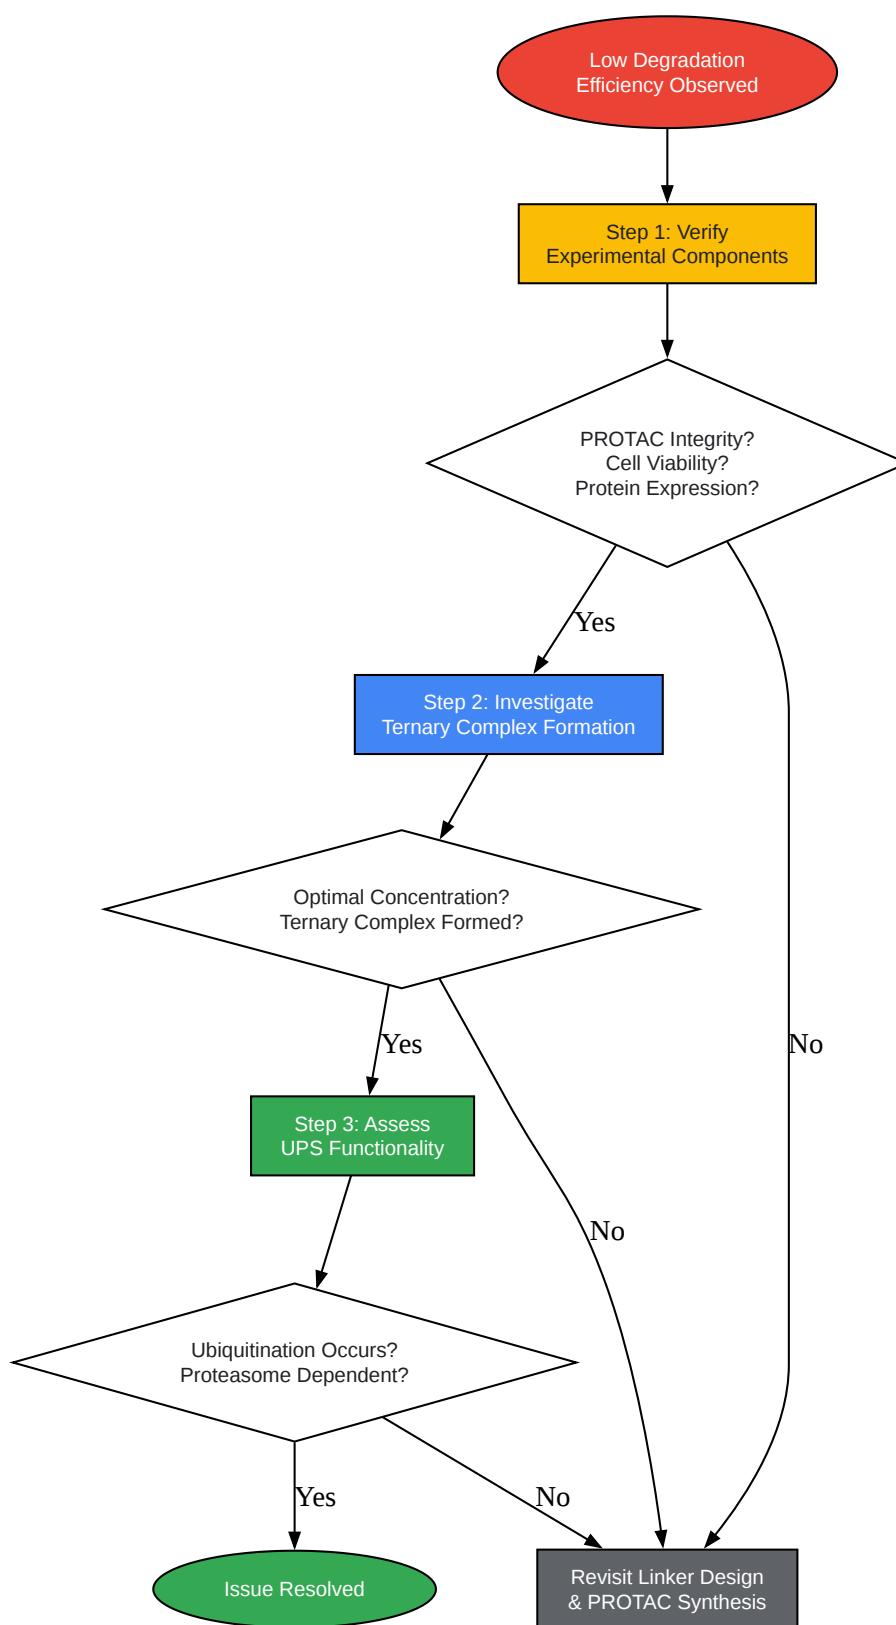 Low Degradation
Efficiency Observed
Step 1: Verify
Experimental Components
PROTAC Integrity?
Cell Viability?
Protein Expression?
Yes
Step 2: Investigate
Ternary Complex Formation
Optimal Concentration?
Ternary Complex Formed?
Yes
No
Step 3: Assess
UPS Functionality
No
Ubiquitination Occurs?
Proteasome Dependent?
Yes
No
Issue Resolved
Revisit Linker Design
& PROTAC Synthesis